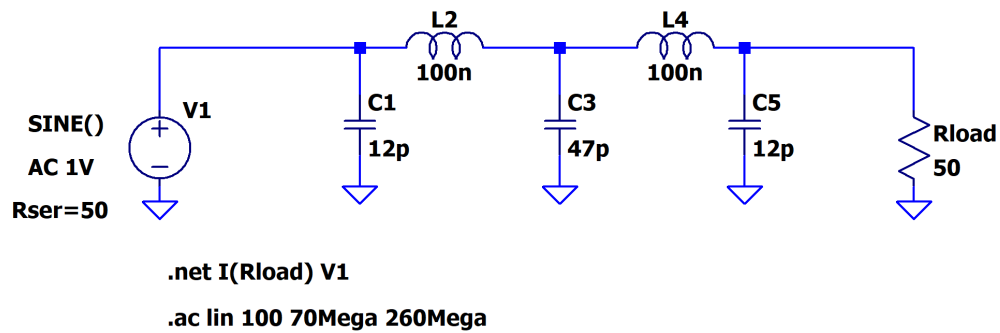 L2
L4
100n
100n
V1
C1
C3
C5
SINE()
Rload
12p
47p
12p
AC 1V
50
Rser=50
.net I(Rload) V1
.ac lin 100 70Mega 260Mega